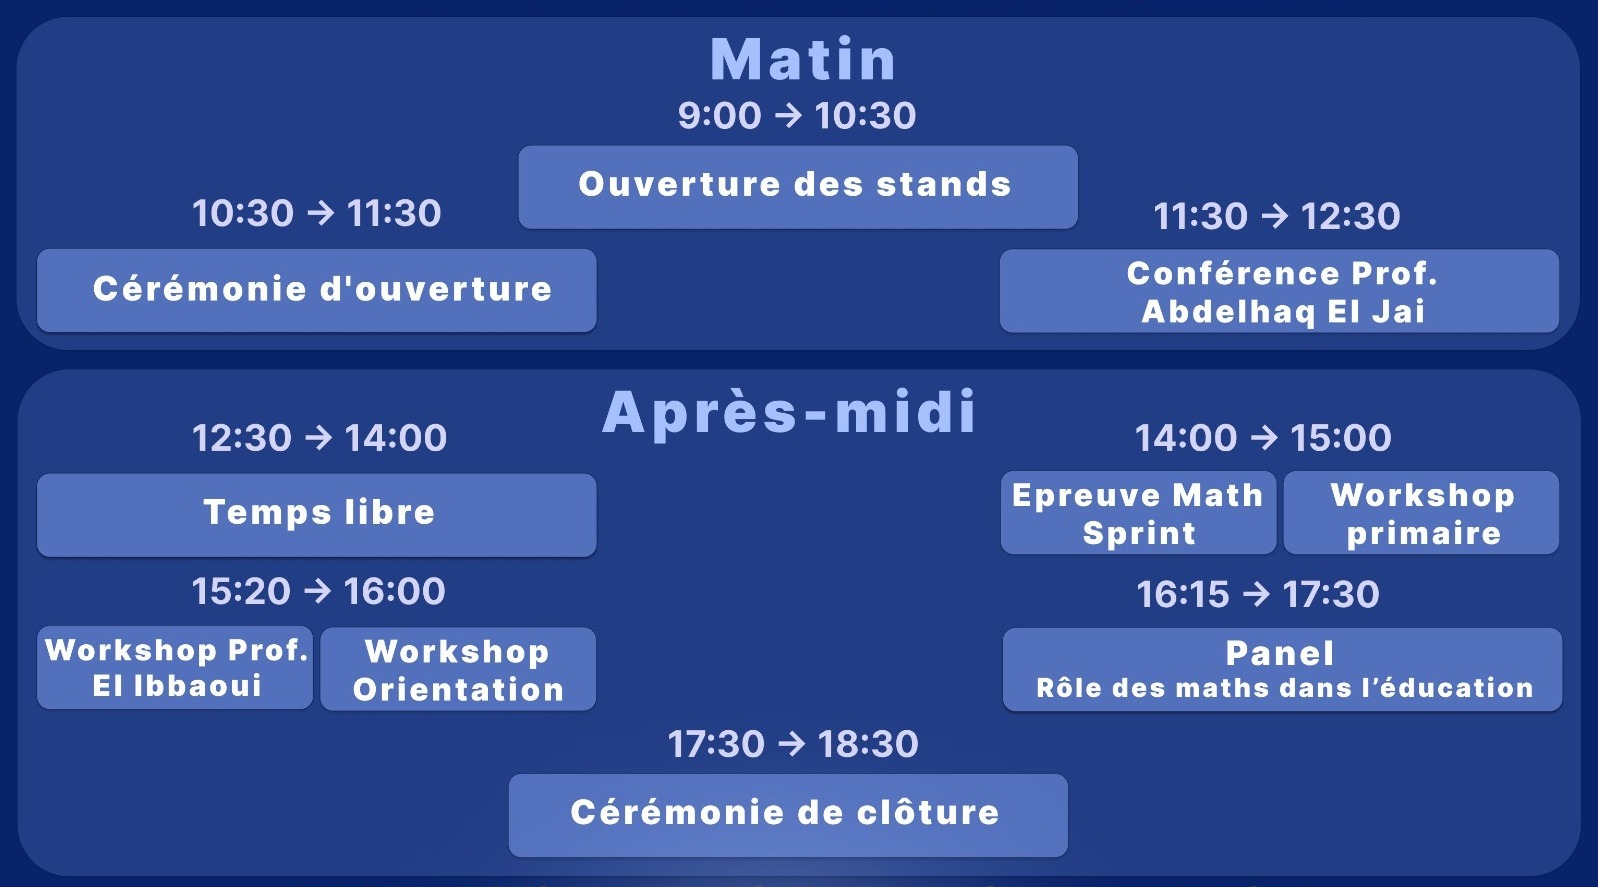 Matin
9:00 → 10:30
Ouverture des stands
10:30 → 11:30
Cérémonie d'ouverture
11:30 → 12:30
Conférence Prof.
Abdelhaq El Jai
Après-midi
12:30 → 14:00
Temps libre
14:00 → 15:00
Epreuve Math
Sprint
Workshop
primaire
15:20 → 16:00
Workshop Prof.
El Ibbaoui
Workshop
Orientation
16:15 → 17:30
Panel
Rôle des maths dans l’éducation
17:30 → 18:30
Cérémonie de clôture